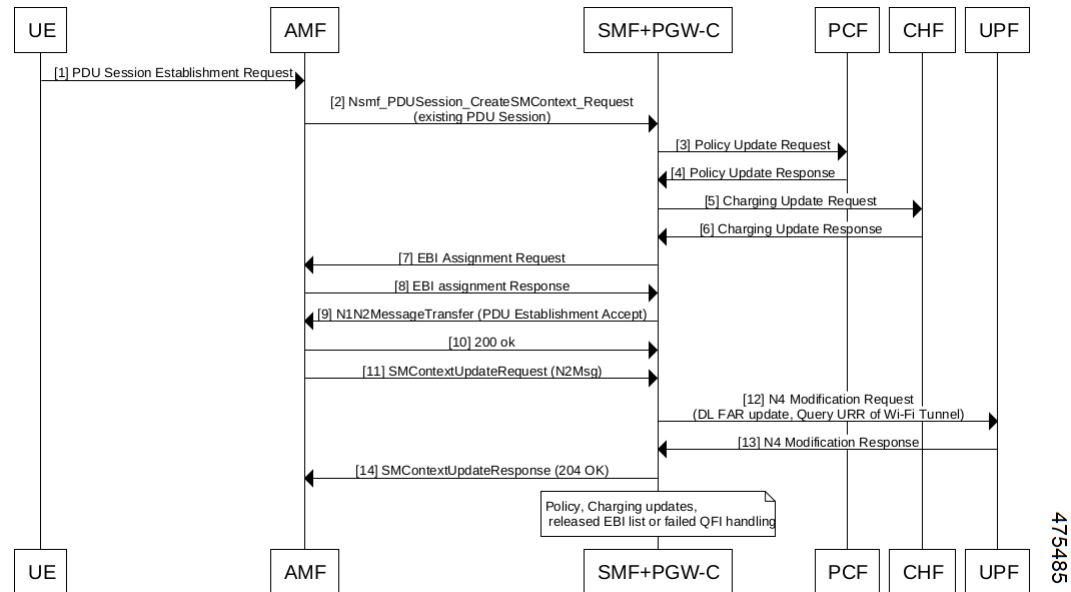 UE AMF SMF+PGW-C PCF CHF UPF
[1] PDU Session Establishment Request
[2] Nsmf_PDUSession_CreateSMContext_Request
(existing PDU Session)
[3] Policy Update Request
[4] Policy Update Response
[5] Charging Update Request
[6] Charging Update Response
[7] EBI Assignment Request
[8] EBI assignment Response
[9] N1N2MessageTransfer (PDU Establishment Accept)
[10] 200 ok
[11] SMContextUpdateRequest (N2Msg)
[12] N4 Modification Request
(DL FAR update, Query URR of Wi-Fi Tunnel)
[13] N4 Modification Response
[14] SMContextUpdateResponse (204 OK)
Policy, Charging updates,
released EBI list or failed QFI handling
UE AMF SMF+PGW-C PCF CHF UPF
475485